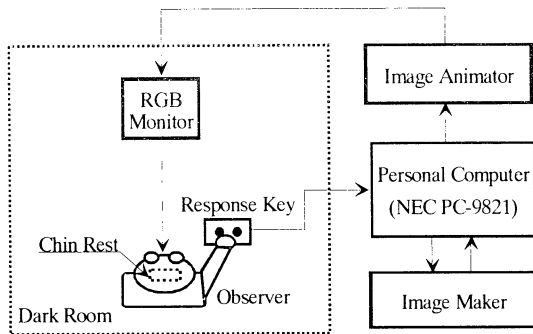 RGB
Monitor
Image Animator
Personal Computer
(NEC PC-9821)
Response Key
Chin Rest
Observer
Dark Room
Image Maker